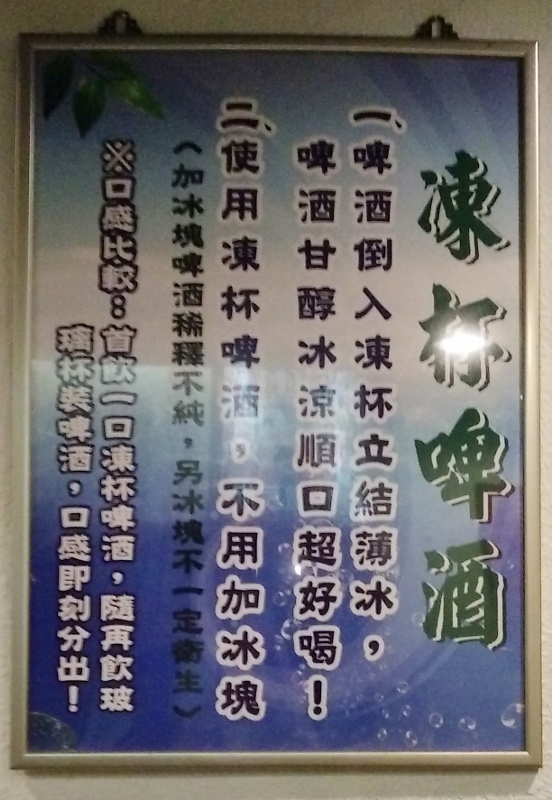 凍杯啤酒
一、啤酒倒入凍杯立結薄冰，
啤酒甘醇冰涼順口超好喝！
二、使用凍杯啤酒，不用加冰塊
（加冰塊啤酒稀釋不純，另冰塊不一定衛生）
※口感比較：首飲一口凍杯啤酒，隨再飲玻
璃杯裝啤酒，口感即刻分出！